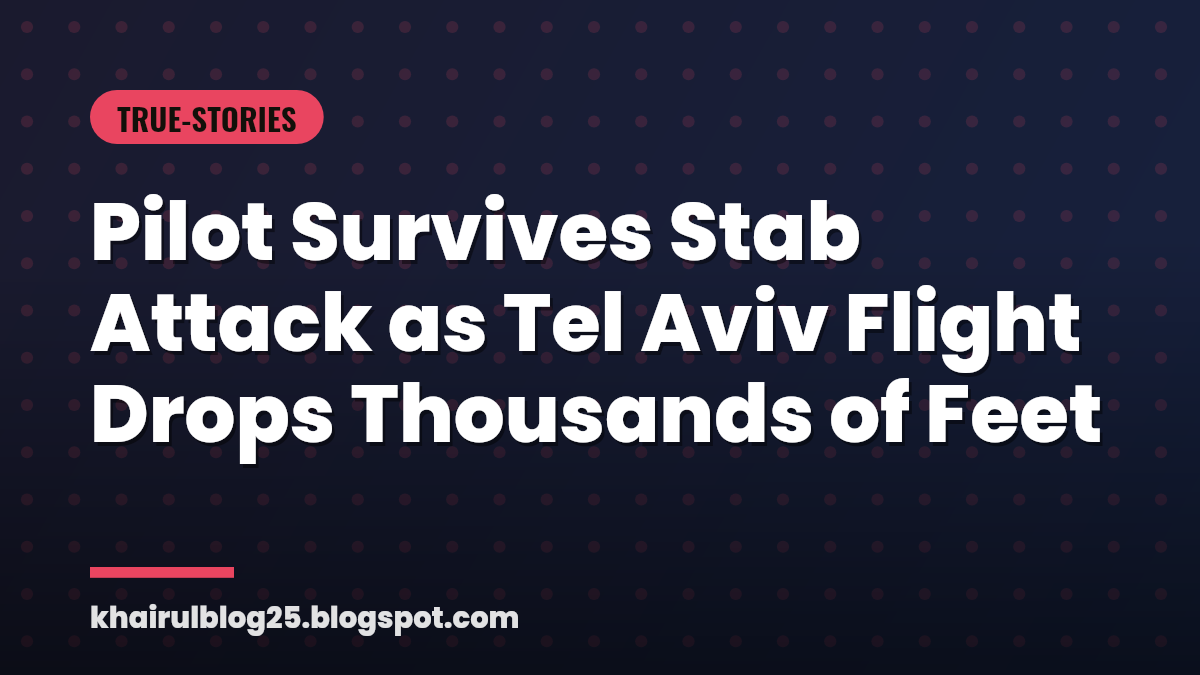 TRUE-STORIES
Pilot Survives Stab
Attack as Tel Aviv Flight
Drops Thousands of Feet
khairulblog25.blogspot.com